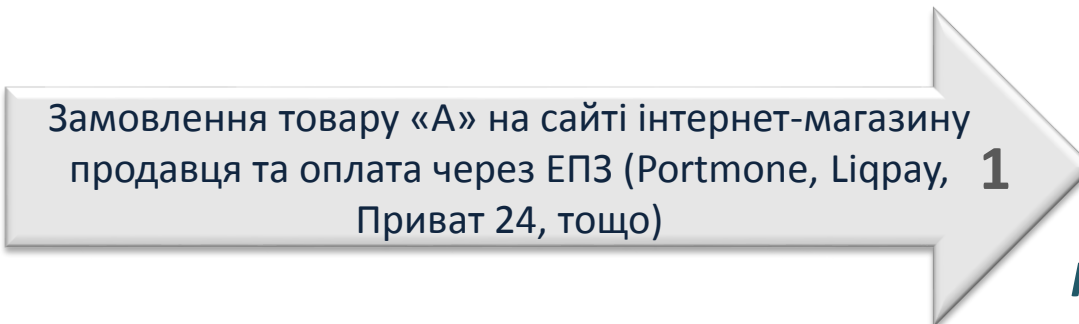 Замовлення товару «А» на сайті інтернет-магазину
продавця та оплата через ЕПЗ (Portmone, Liqpay, 1
Приват 24, тощо)